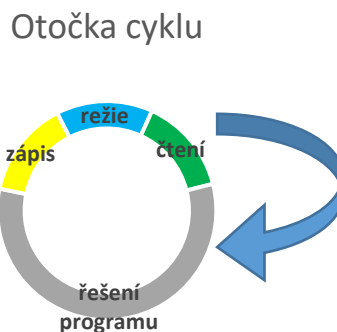 Otočka cyklu
režie
zápis
čtení
řešení
programu